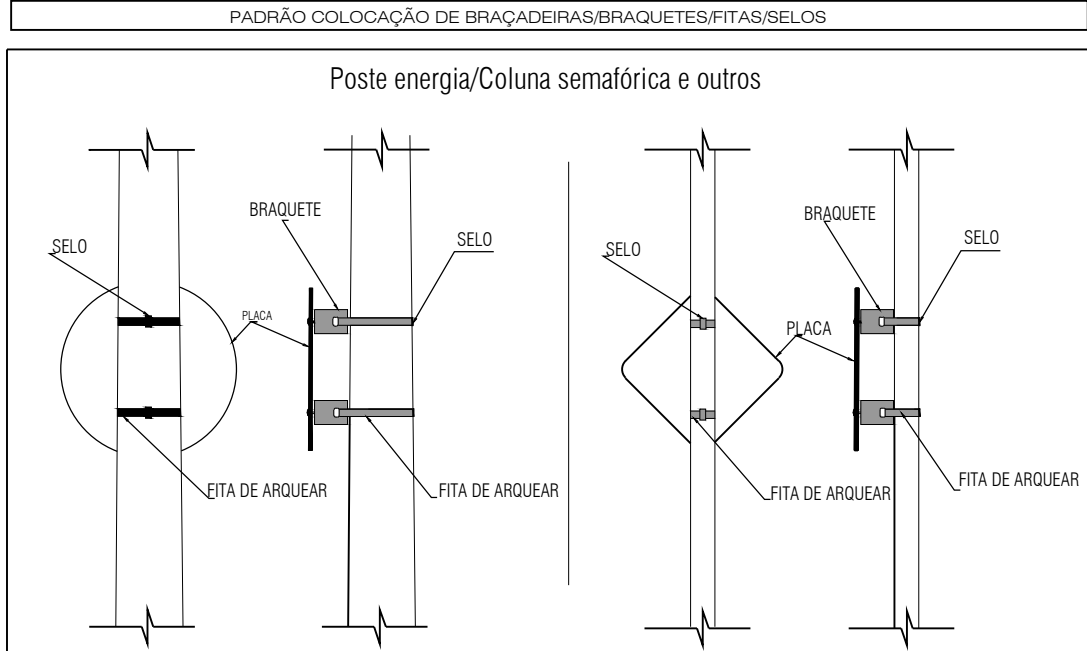 PADRÃO COLOCAÇÃO DE BRAÇADEIRAS/BRAQUETES/FITAS/SELOS
Poste energia/Coluna semafórica e outros
SELO
BRAQUETE
SELO
PLACA
FITA DE ARQUEAR
FITA DE ARQUEAR
SELO
BRAQUETE
SELO
PLACA
FITA DE ARQUEAR
FITA DE ARQUEAR